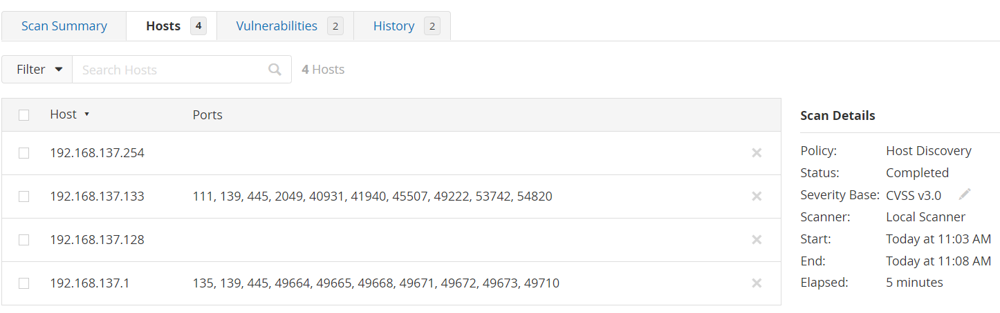 Scan Summary Hosts 4 Vulnerabilities 2 History 2
Filter Search Hosts 4 Hosts
Host Ports
192.168.137.254
192.168.137.133 111, 139, 445, 2049, 40931, 41940, 45507, 49222, 53742, 54820
192.168.137.128
192.168.137.1 135, 139, 445, 49664, 49665, 49668, 49671, 49672, 49673, 49710
Scan Details
Policy: Host Discovery
Status: Completed
Severity Base: CVSS v3.0
Scanner: Local Scanner
Start: Today at 11:03 AM
End: Today at 11:08 AM
Elapsed: 5 minutes